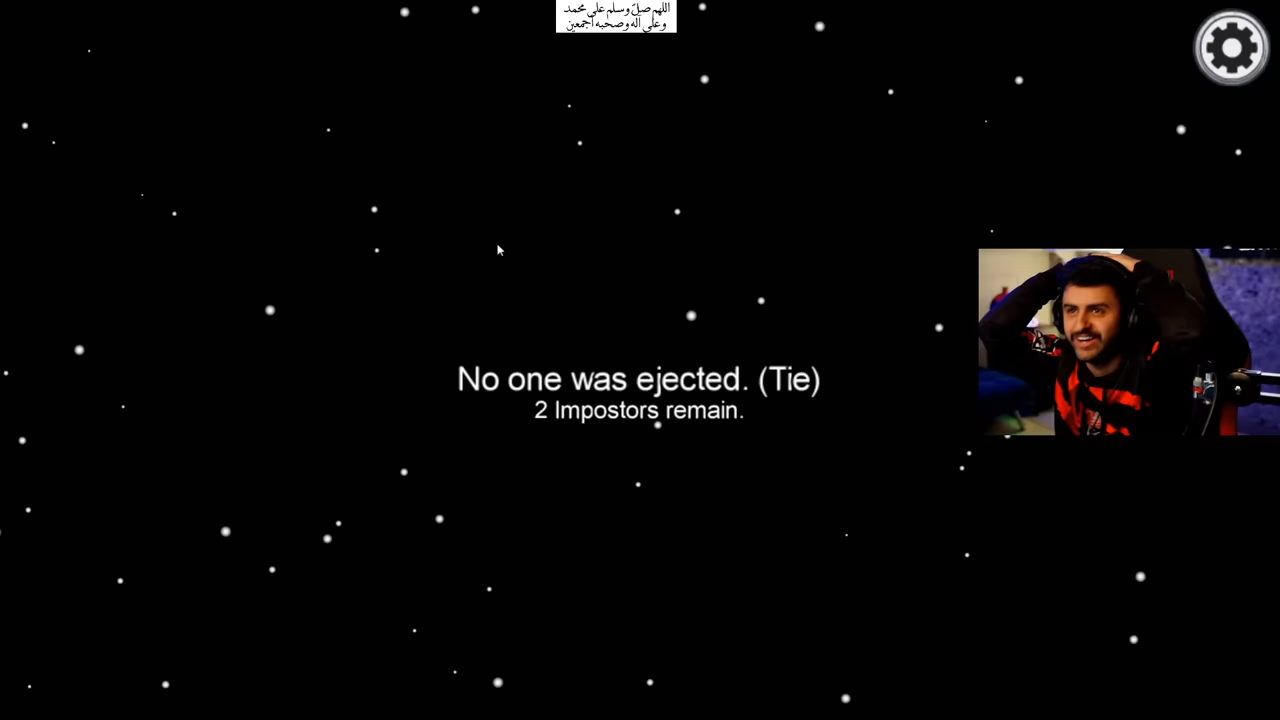 اللهم صلّ وسلم على محمد
وعلى آله وصحبه أجمعين
No one was ejected. (Tie)
2 Impostors remain.